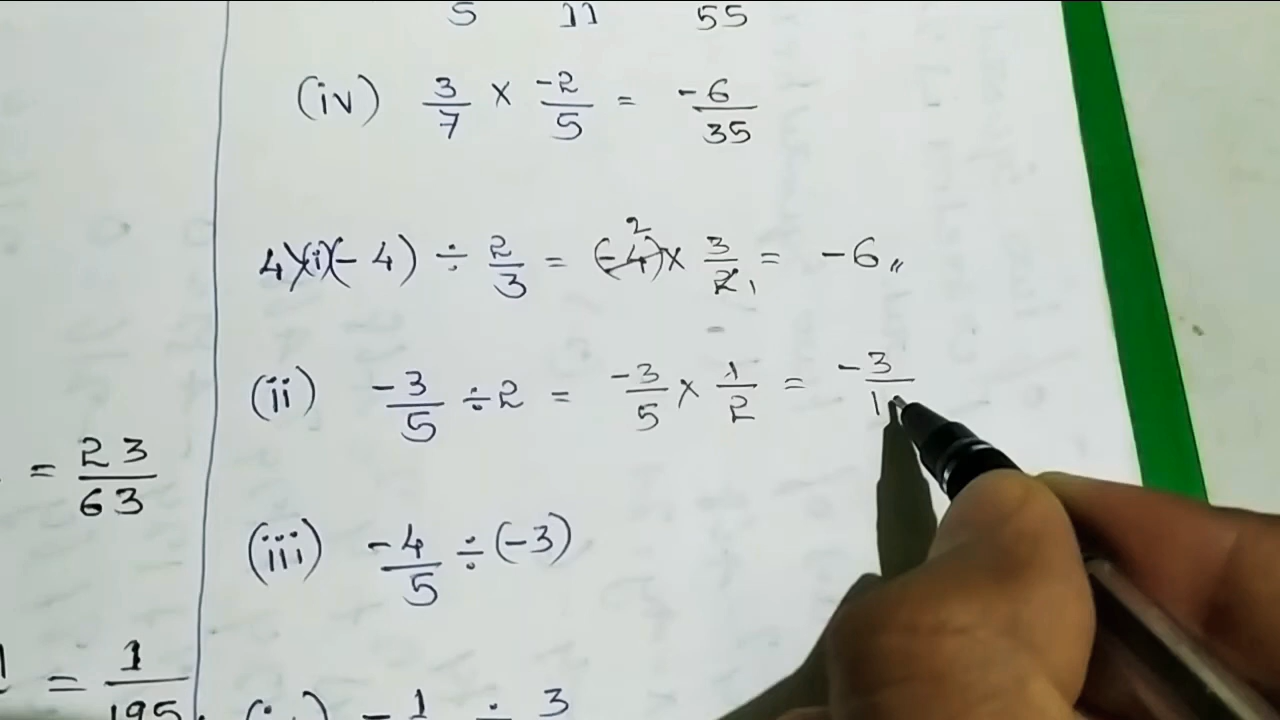 5 11 55
(iv) 3/7 × -2/5 = -6/35
4) (i) (-4) ÷ 2/3 = (-4) 2 × 3/2 1 = -6 〃
(ii) -3/5 ÷ 2 = -3/5 × 1/2 = -3/1
= 23/63
(iii) -4/5 ÷ (-3)
= 1/195
-1 ÷ 3